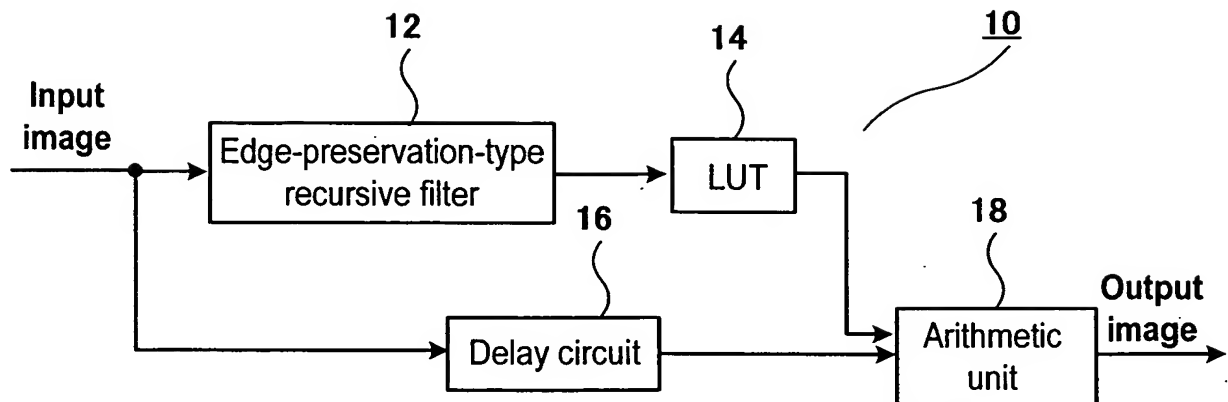 12
14
10
Input
image
Edge-preservation-type
recursive filter
LUT
16
18
Delay circuit
Arithmetic
unit
Output
image